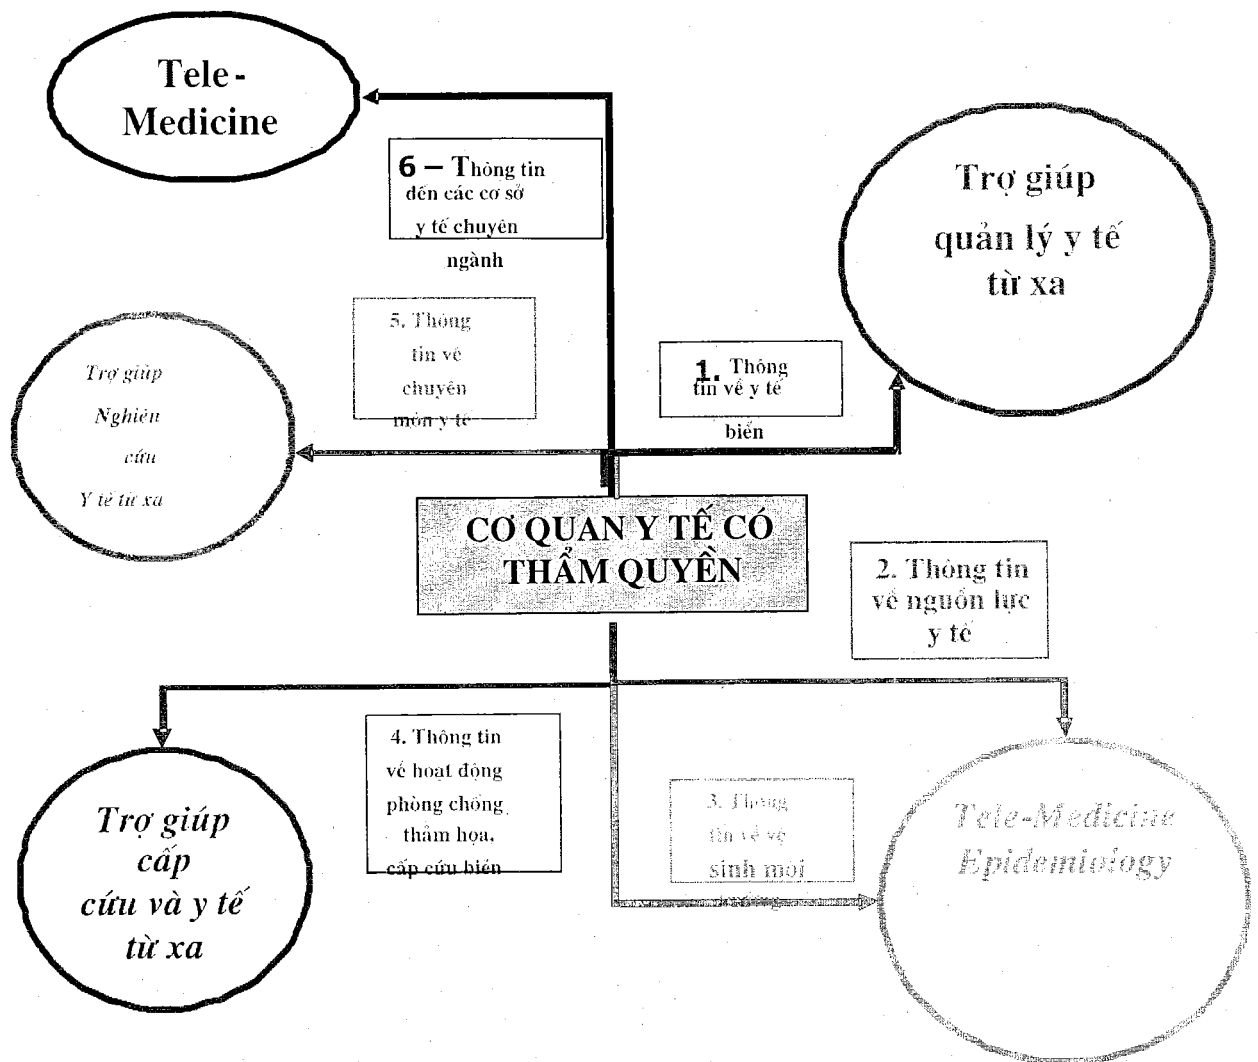 Tele-
Medicine
6 – Thông tin
đến các cơ sở
y tế chuyên
ngành
Trợ giúp
quản lý y tế
từ xa
5. Thông
tin về
chuyên
môn y tế
1. Thông
tin về y tế
biển
Trợ giúp
Nghiên
cứu
Y tế từ xa
CƠ QUAN Y TẾ CÓ
THẨM QUYỀN
2. Thông tin
về nguồn lực
y tế
4. Thông tin
về hoạt động
phòng chống
thảm họa,
cấp cứu biển
3. Thông
tin về vệ
sinh môi
Tele-Medicine
Epidemiology
Trợ giúp
cấp
cứu và y tế
từ xa